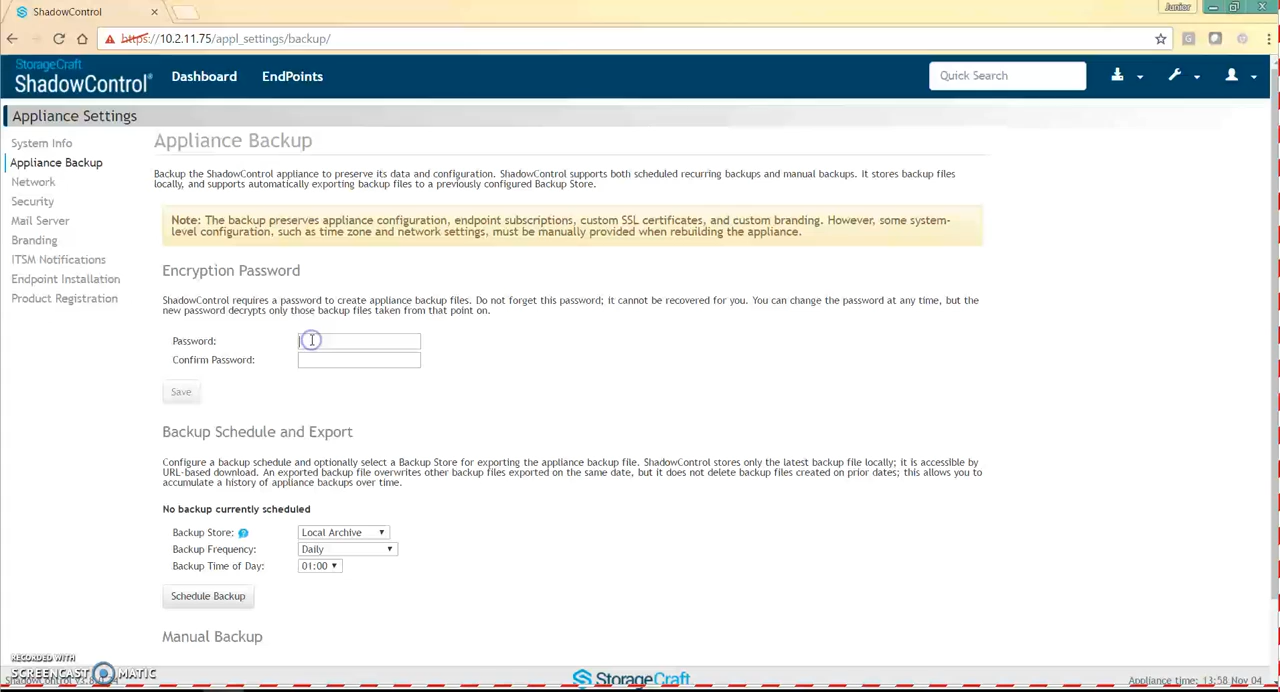 ShadowControl
Junior
https://10.2.11.75/appl_settings/backup/
StorageCraft
ShadowControl®
Dashboard
EndPoints
Quick Search
Appliance Settings
System Info
Appliance Backup
Network
Security
Mail Server
Branding
ITSM Notifications
Endpoint Installation
Product Registration
Appliance Backup
Backup the ShadowControl appliance to preserve its data and configuration. ShadowControl supports both scheduled recurring backups and manual backups. It stores backup files
locally, and supports automatically exporting backup files to a previously configured Backup Store.
Note: The backup preserves appliance configuration, endpoint subscriptions, custom SSL certificates, and custom branding. However, some system-
level configuration, such as time zone and network settings, must be manually provided when rebuilding the appliance.
Encryption Password
ShadowControl requires a password to create appliance backup files. Do not forget this password; it cannot be recovered for you. You can change the password at any time, but the
new password decrypts only those backup files taken from that point on.
Password:
Confirm Password:
Save
Backup Schedule and Export
Configure a backup schedule and optionally select a Backup Store for exporting the appliance backup file. ShadowControl stores only the latest backup file locally; it is accessible by
URL-based download. An exported backup file overwrites other backup files exported on the same date, but it does not delete backup files created on prior dates; this allows you to
accumulate a history of appliance backups over time.
No backup currently scheduled
Backup Store: Local Archive
Backup Frequency: Daily
Backup Time of Day: 01:00
Schedule Backup
Manual Backup
RECORDED WITH
SCREENCAST MATIC
StorageCraft
Appliance time: 13:58 Nov 04